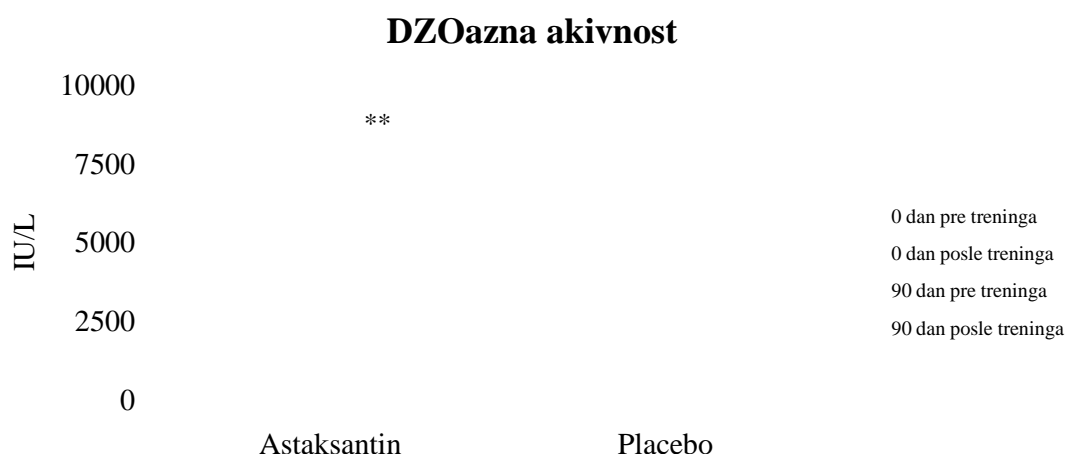 DZOazna akivnost
10000
**
7500
5000
2500
0
IU/L
Astaksantin
Placebo
0 dan pre treninga
0 dan posle treninga
90 dan pre treninga
90 dan posle treninga